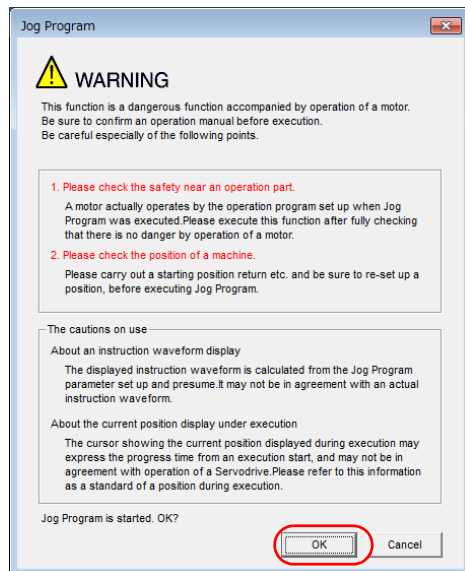 Jog Program
WARNING
This function is a dangerous function accompanied by operation of a motor.
Be sure to confirm an operation manual before execution.
Be careful especially of the following points.
1. Please check the safety near an operation part.
A motor actually operates by the operation program set up when Jog
Program was executed.Please execute this function after fully checking
that there is no danger by operation of a motor.
2. Please check the position of a machine.
Please carry out a starting position return etc. and be sure to re-set up a
position, before executing Jog Program.
The cautions on use
About an instruction waveform display
The displayed instruction waveform is calculated from the Jog Program
parameter set up and presume.It may not be in agreement with an actual
instruction waveform.
About the current position display under execution
The cursor showing the current position displayed during execution may
express the progress time from an execution start, and may not be in
agreement with operation of a Servodrive.Please refer to this information
as a standard of a position during execution.
Jog Program is started. OK?
OK
Cancel